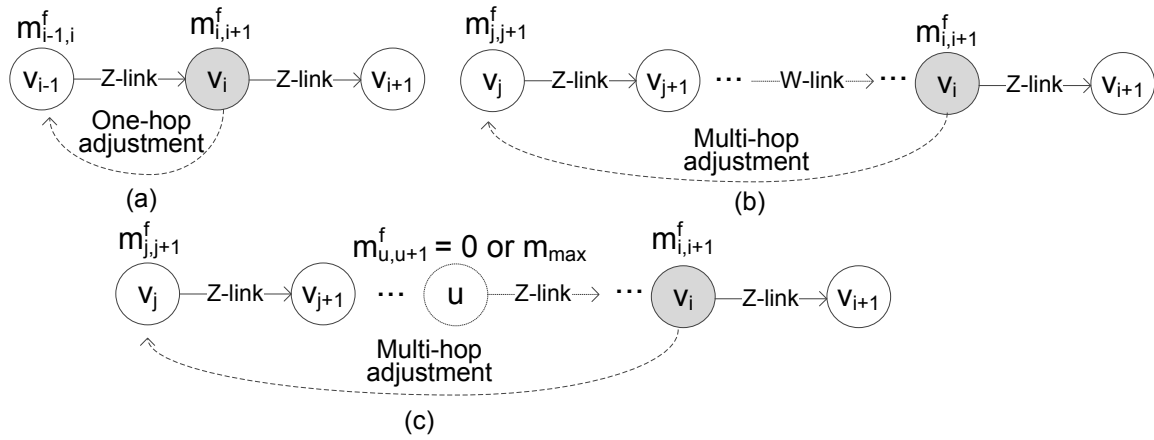 m^f_{i-1,i} m^f_{i,i+1} m^f_{j,j+1} m^f_{i,i+1}
v_{i-1} Z-link v_i Z-link v_{i+1} v_j Z-link v_{j+1} ··· W-link ··· v_i Z-link v_{i+1}
One-hop
adjustment
Multi-hop
adjustment
(a) (b)
m^f_{j,j+1} m^f_{u,u+1} = 0 or m_{max} m^f_{i,i+1}
v_j Z-link v_{j+1} ··· u Z-link ··· v_i Z-link v_{i+1}
Multi-hop
adjustment
(c)